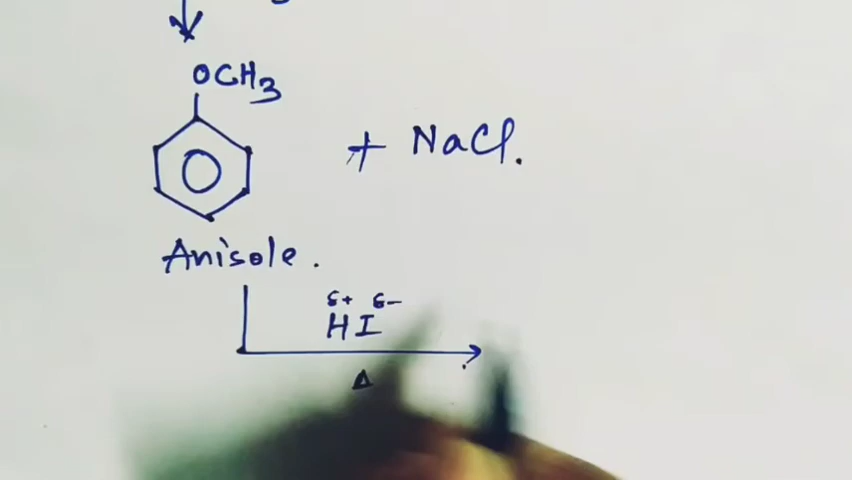 OCH3
+ NaCl.
Anisole.
δ+ δ-
HI
Δ